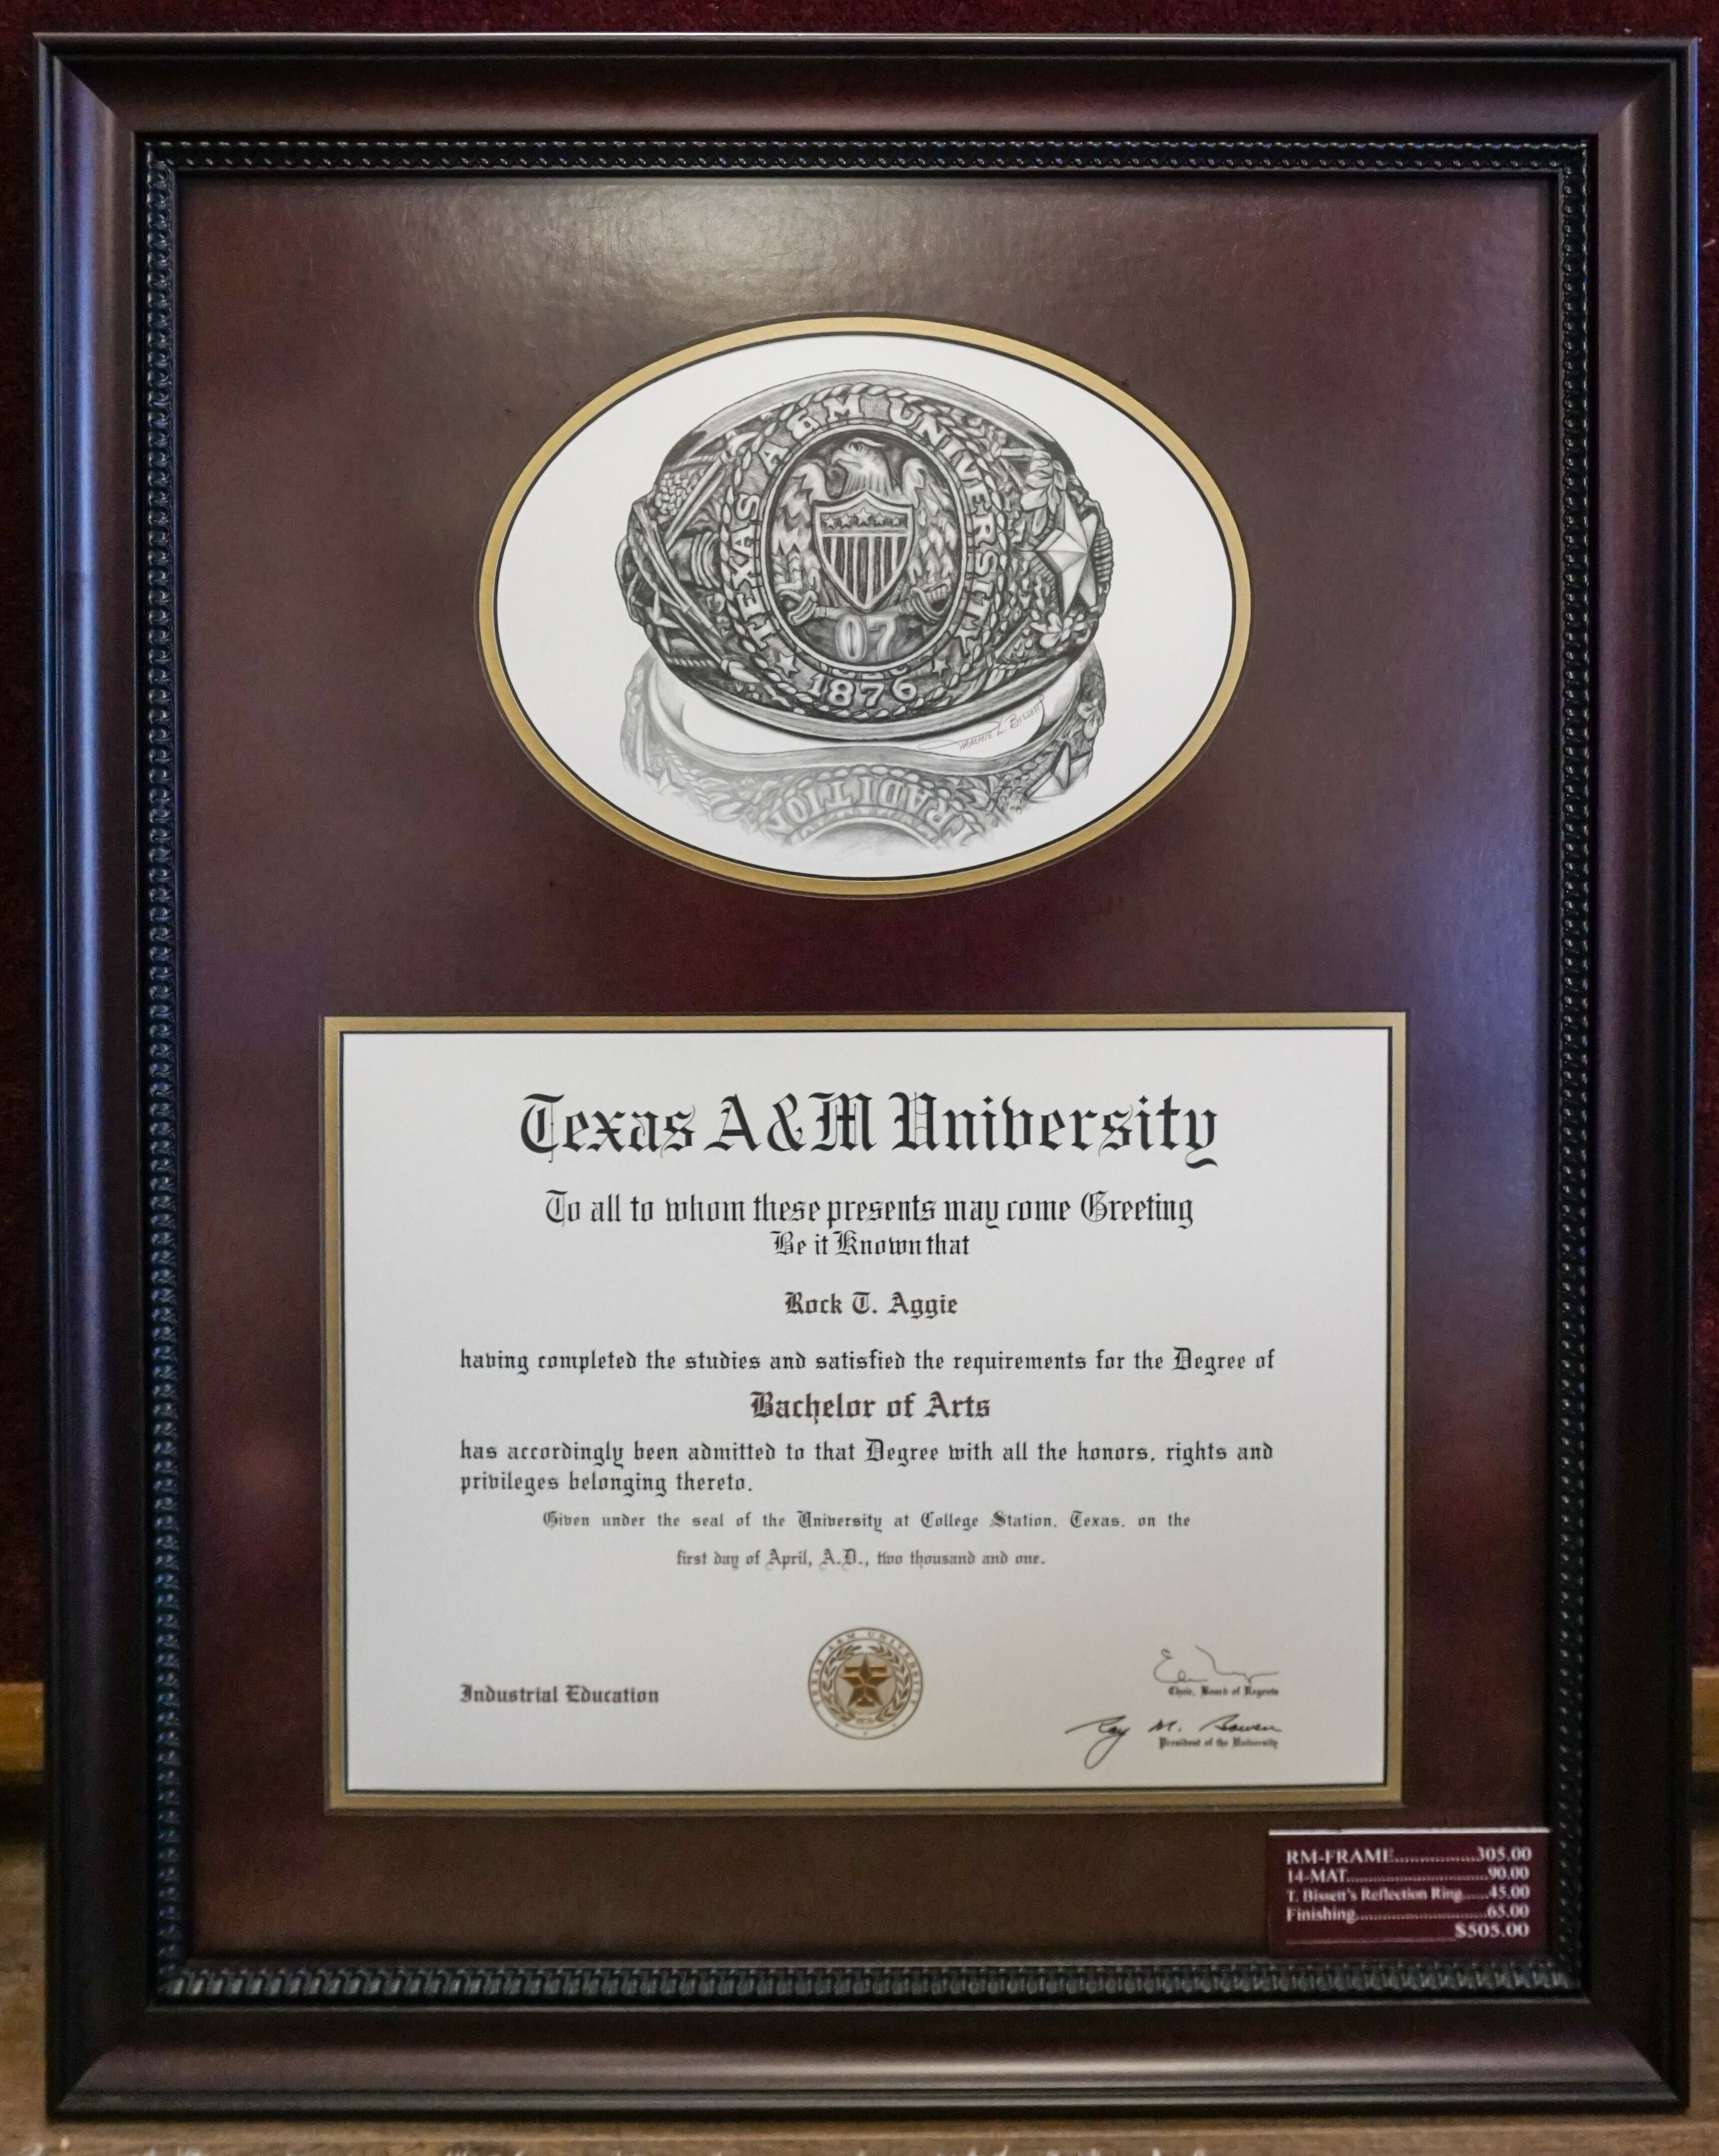 TEXAS A&M UNIVERSITY
07
1876
TRADITION
Texas A&M University
To all to whom these presents may come Greeting
Be it Known that
Rock T. Aggie
having completed the studies and satisfied the requirements for the Degree of
Bachelor of Arts
has accordingly been admitted to that Degree with all the honors, rights and
privileges belonging thereto.
Given under the seal of the University at College Station, Texas, on the
first day of April, A.D., two thousand and one.
Industrial Education
TEXAS A&M UNIVERSITY
Chair, Board of Regents
Ray M. Bowen
President of the University
RM-FRAME.................305.00
14-MAT.............................90.00
T. Bissett's Reflection Ring......45.00
Finishing...........................65.00
$505.00